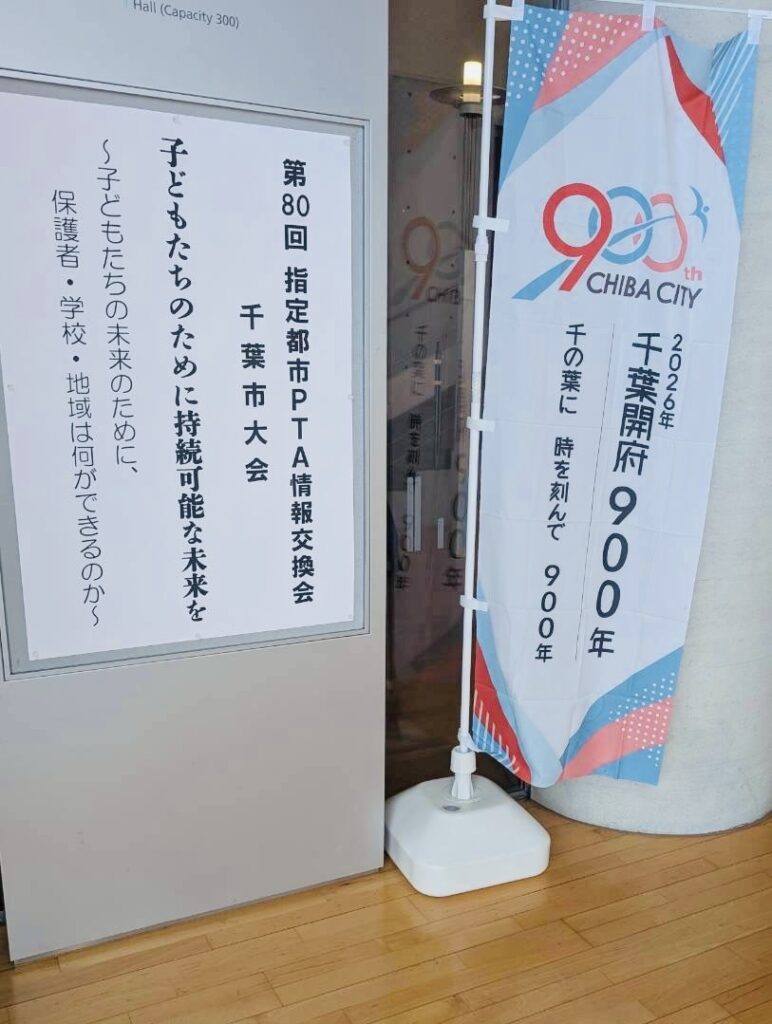 Hall (Capacity 300)
第80回 指定都市PTA情報交換会
千葉市大会
子どもたちのために持続可能な未来を
～子どもたちの未来のために、
保護者・学校・地域は何ができるのか～
900th
CHIBA CITY
2026年
千葉開府900年
千の葉に 時を刻んで 900年